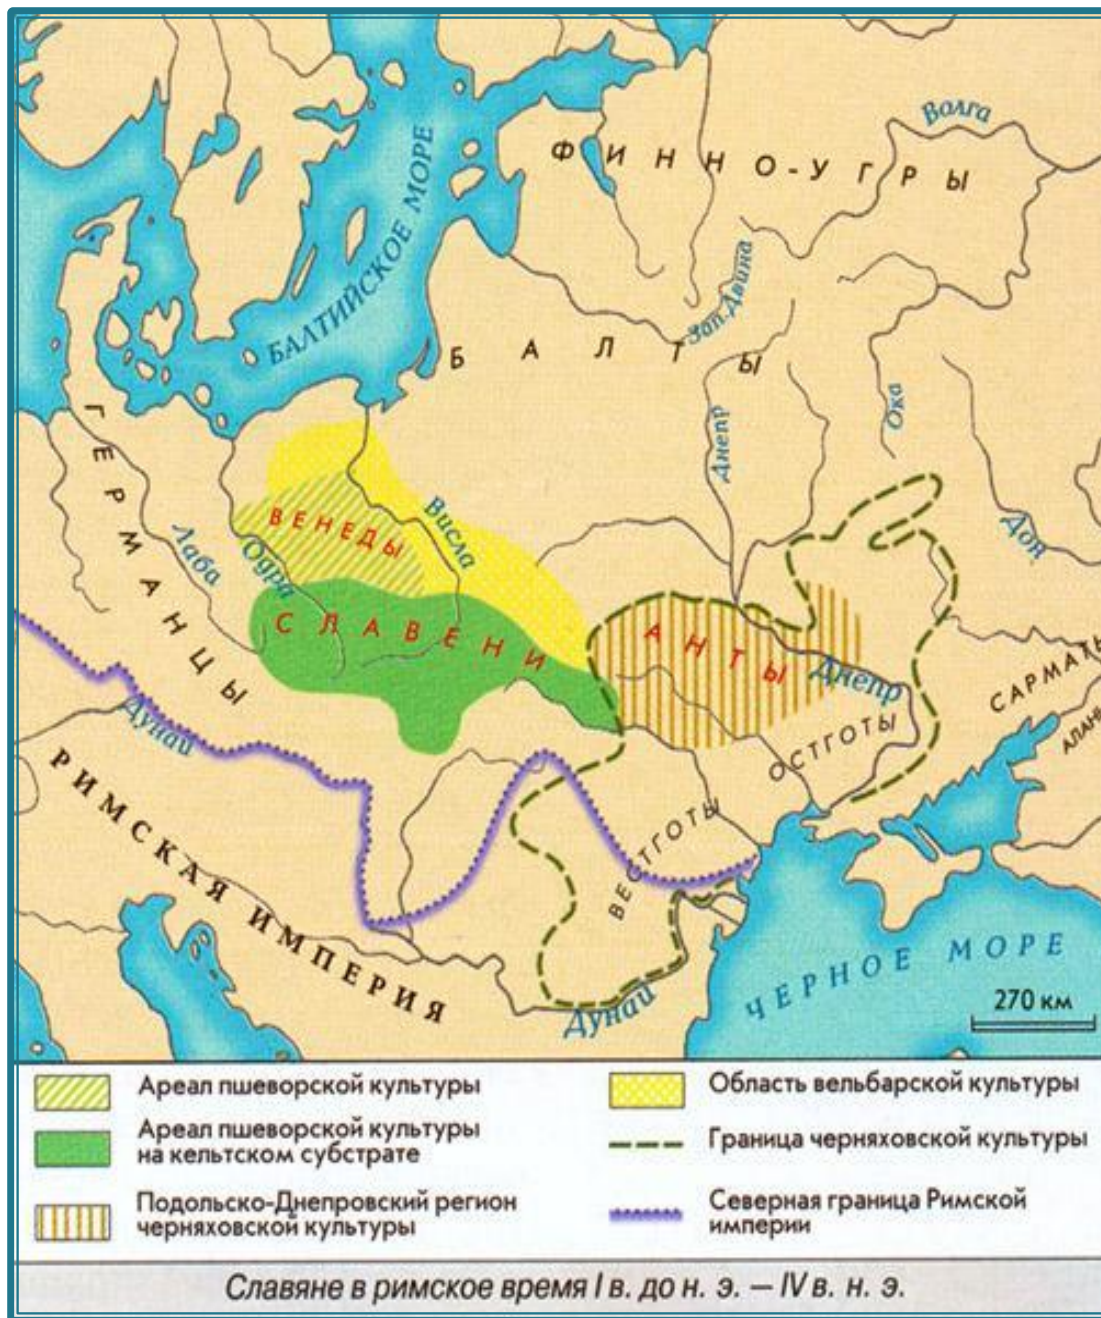 Волга
ФИННО-УГРЫ
БАЛТИЙСКОЕ МОРЕ
Зап. Двина
БАЛТЫ
Днепр
Ока
ГЕРМАНЦЫ
Лаба
Одра
Висла
Дон
ВЕНЕДЫ
СЛАВЕНИ
АНТЫ
Днепр
САРМАТЫ
АЛАНЫ
ОСТГОТЫ
ВЕСТГОТЫ
Дунай
РИМСКАЯ ИМПЕРИЯ
Дунай
ЧЕРНОЕ МОРЕ
270 км
Ареал пшеворской культуры
Ареал пшеворской культуры
на кельтском субстрате
Подольско-Днепровский регион
черняховской культуры
Область вельбарской культуры
Граница черняховской культуры
Северная граница Римской
империи
Славяне в римское время I в. до н. э. — IV в. н. э.